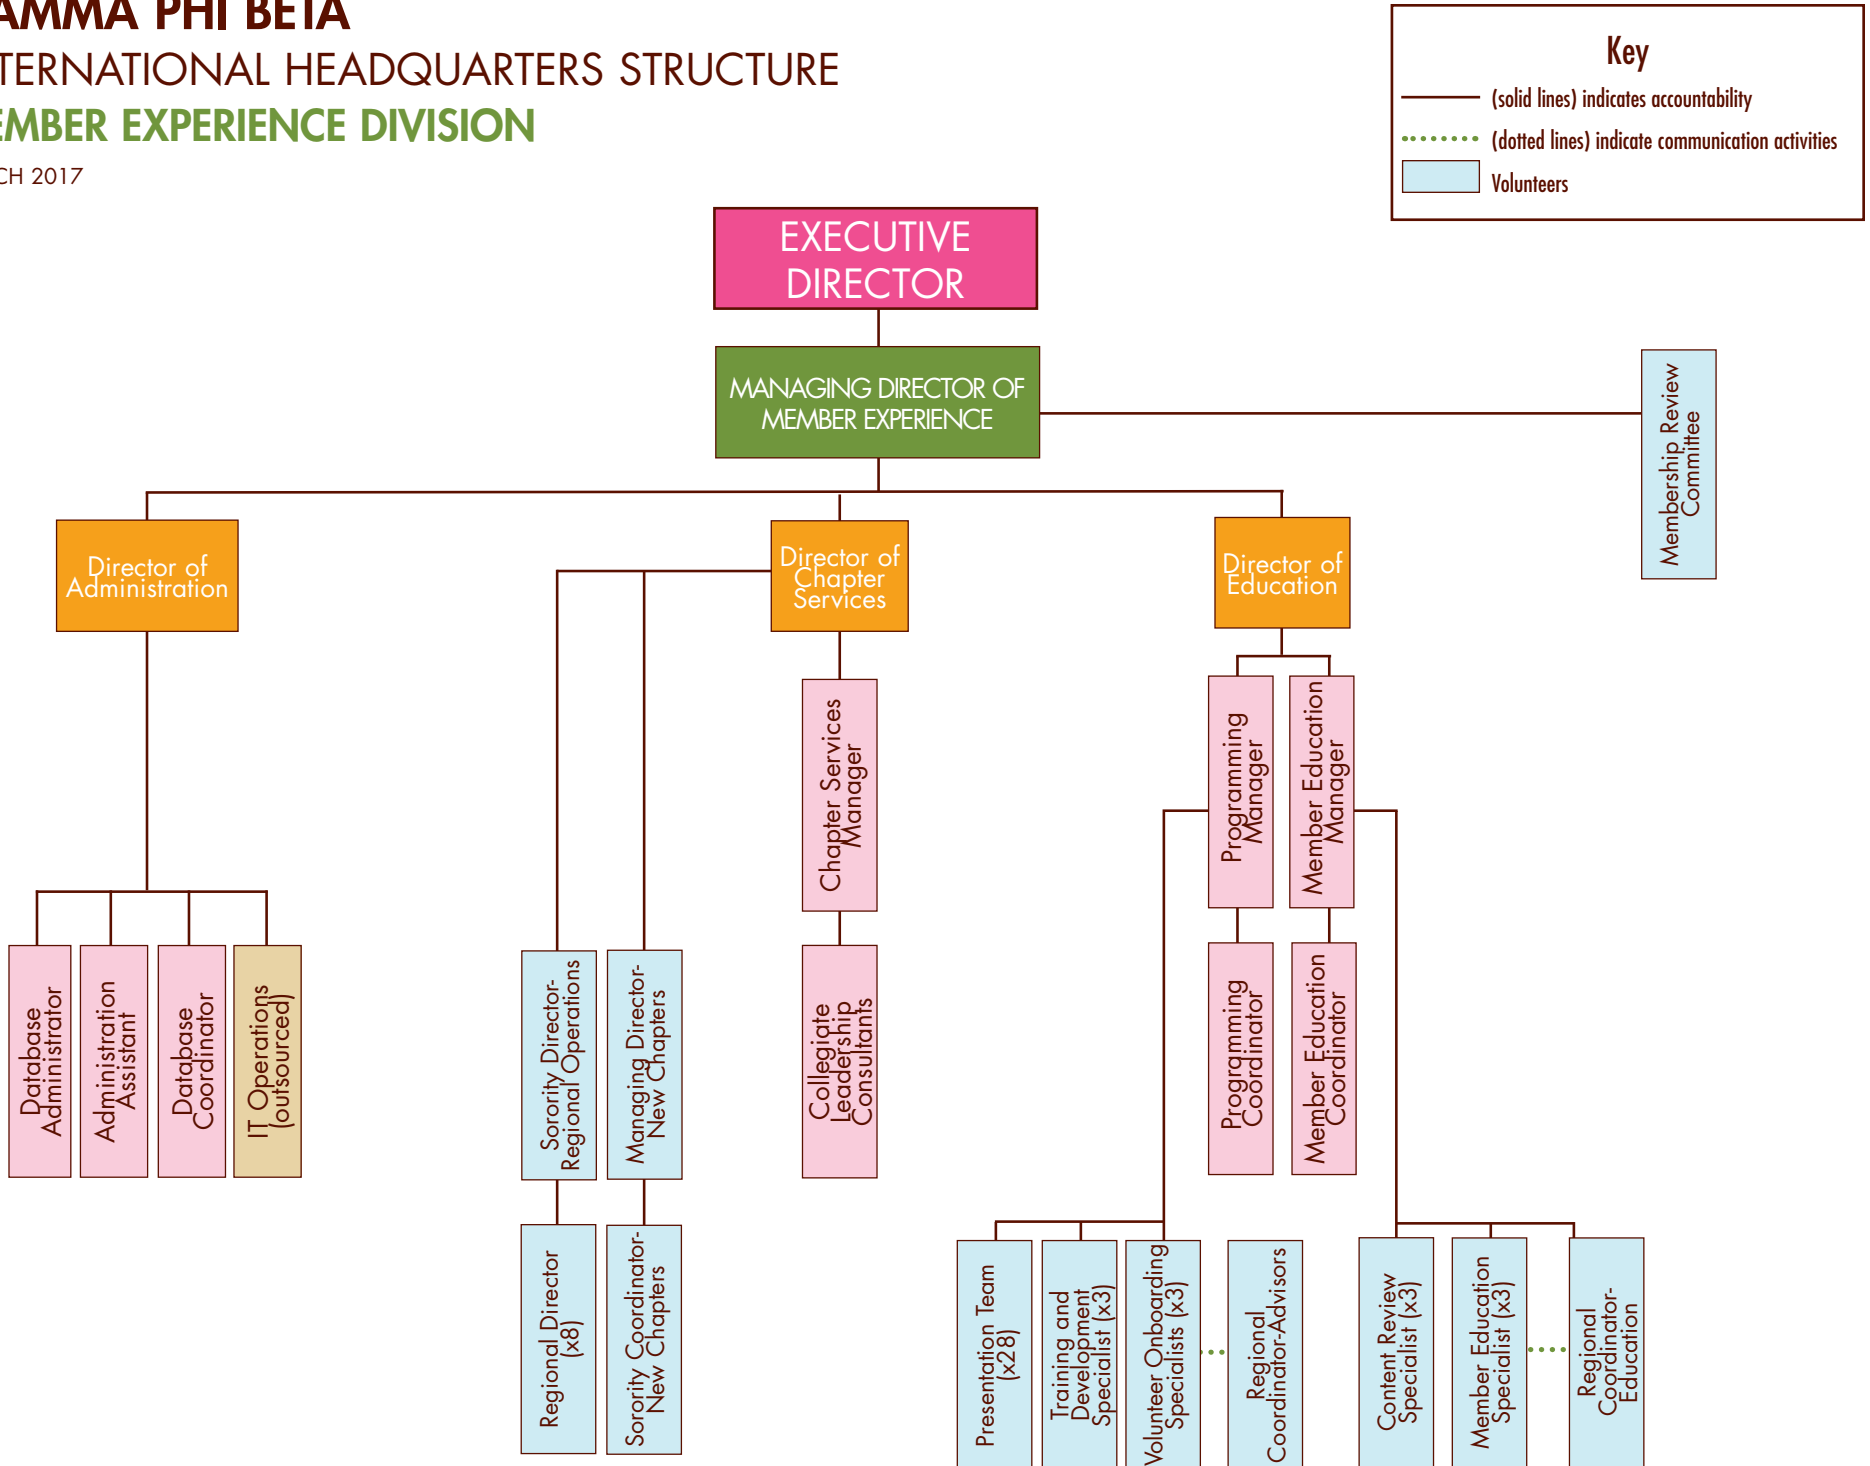 AMMA PHI BETA
TERNATIONAL HEADQUARTERS STRUCTURE
EMBER EXPERIENCE DIVISION
CH 2017
Key
(solid lines) indicates accountability
(dotted lines) indicate communication activities
Volunteers
EXECUTIVE
DIRECTOR
MANAGING DIRECTOR OF
MEMBER EXPERIENCE
Membership Review
Committee
Director of
Administration
Director of
Chapter
Services
Director of
Education
Chapter Services
Manager
Programming
Manager
Member Education
Manager
Database
Administrator
Administration
Assistant
Database
Coordinator
IT Operations
(outsourced)
Sorority Director-
Regional Operations
Managing Director-
New Chapters
Collegiate
Leadership
Consultants
Programming
Coordinator
Member Education
Coordinator
Regional Director
(x8)
Sorority Coordinator-
New Chapters
Presentation Team
(x28)
Training and
Development
Specialist (x3)
Volunteer Onboarding
Specialists (x3)
Regional
Coordinator-Advisors
Content Review
Specialist (x3)
Member Education
Specialist (x3)
Regional
Coordinator-
Education